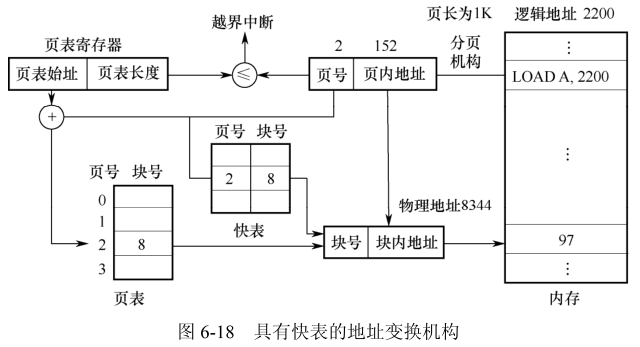 越界中断
页长为1K 逻辑地址 2200
页表寄存器
2 152
分页
机构
页表始址 页表长度
≤
页号 页内地址
⋮
LOAD A, 2200
+
页号 块号
2 8
快表
⋮
页号 块号
0
1
2 8
3
页表
物理地址8344
块号 块内地址
97
⋮
内存
图 6-18 具有快表的地址变换机构